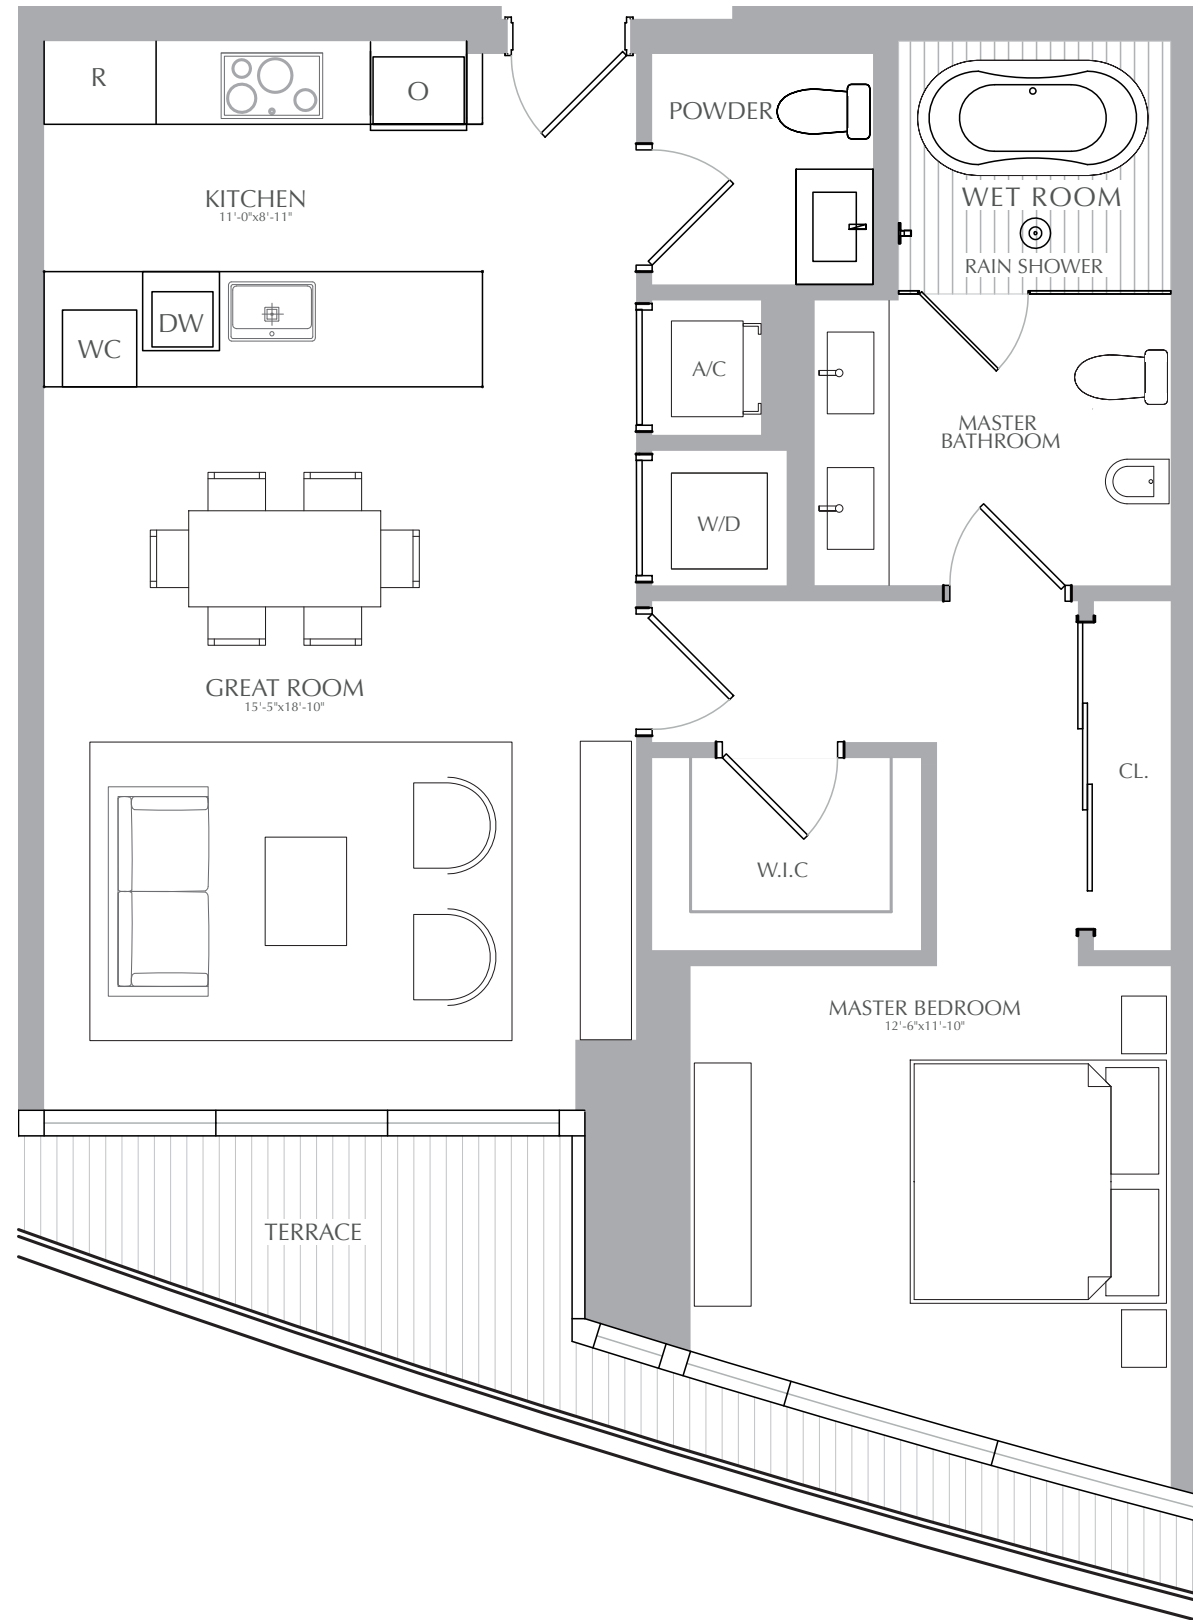 R
O
POWDER
KITCHEN
11'-0"x8'-11"
WET ROOM
RAIN SHOWER
DW
WC
A/C
MASTER
BATHROOM
W/D
GREAT ROOM
15'-5"x18'-10"
CL.
W.I.C
MASTER BEDROOM
12'-6"x11'-10"
TERRACE